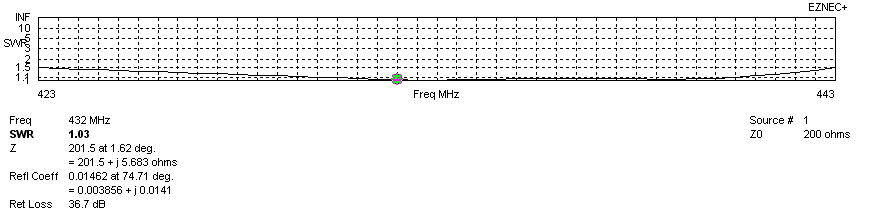 EZNEC+
INF
10
5
3
SWR
2
1.5
1.1
423 Freq MHz 443
Freq 432 MHz Source # 1
SWR 1.03 Z0 200 ohms
Z 201.5 at 1.62 deg.
= 201.5 + j 5.683 ohms
Refl Coeff 0.01462 at 74.71 deg.
= 0.003856 + j 0.0141
Ret Loss 36.7 dB